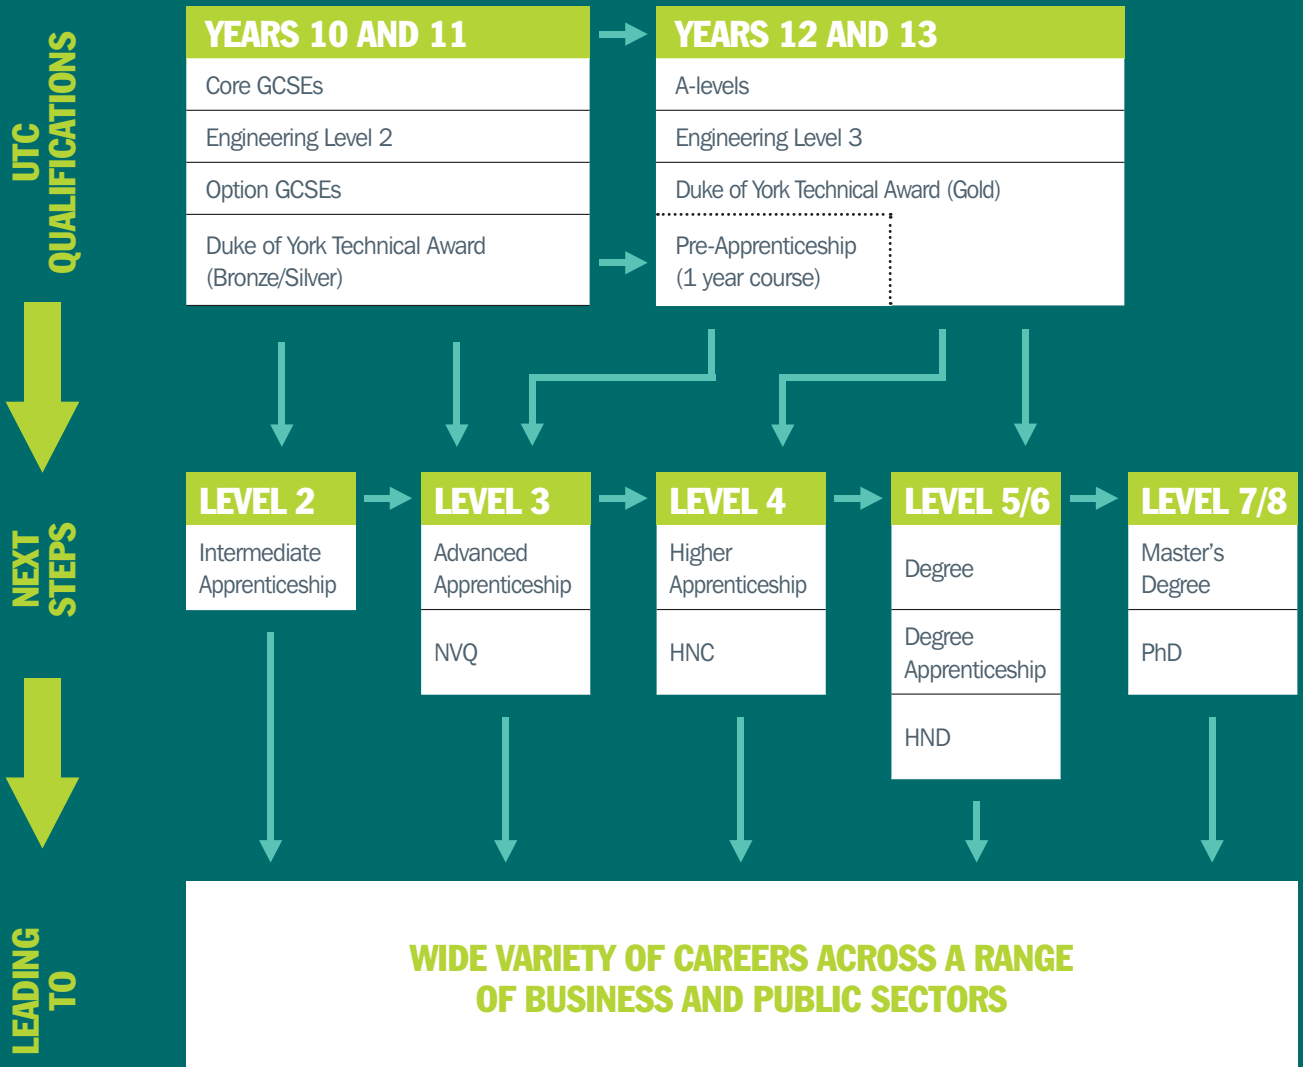 UTC
QUALIFICATIONS
YEARS 10 AND 11
Core GCSEs
Engineering Level 2
Option GCSEs
Duke of York Technical Award
(Bronze/Silver)
YEARS 12 AND 13
A-levels
Engineering Level 3
Duke of York Technical Award (Gold)
Pre-Apprenticeship
(1 year course)
NEXT
STEPS
LEVEL 2
Intermediate
Apprenticeship
LEVEL 3
Advanced
Apprenticeship
NVQ
LEVEL 4
Higher
Apprenticeship
HNC
LEVEL 5/6
Degree
Degree
Apprenticeship
HND
LEVEL 7/8
Master's
Degree
PhD
LEADING
TO
WIDE VARIETY OF CAREERS ACROSS A RANGE
OF BUSINESS AND PUBLIC SECTORS